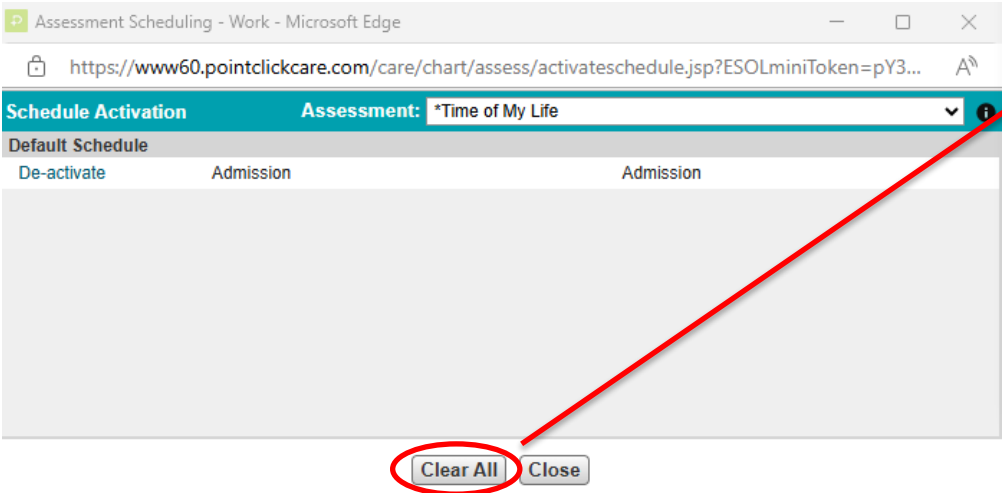 Assessment Scheduling - Work - Microsoft Edge
https://www60.pointclickcare.com/care/chart/assess/activateschedule.jsp?ESOLminiToken=pY3... A
Schedule Activation Assessment: *Time of My Life
Default Schedule
De-activate Admission Admission
Clear All Close